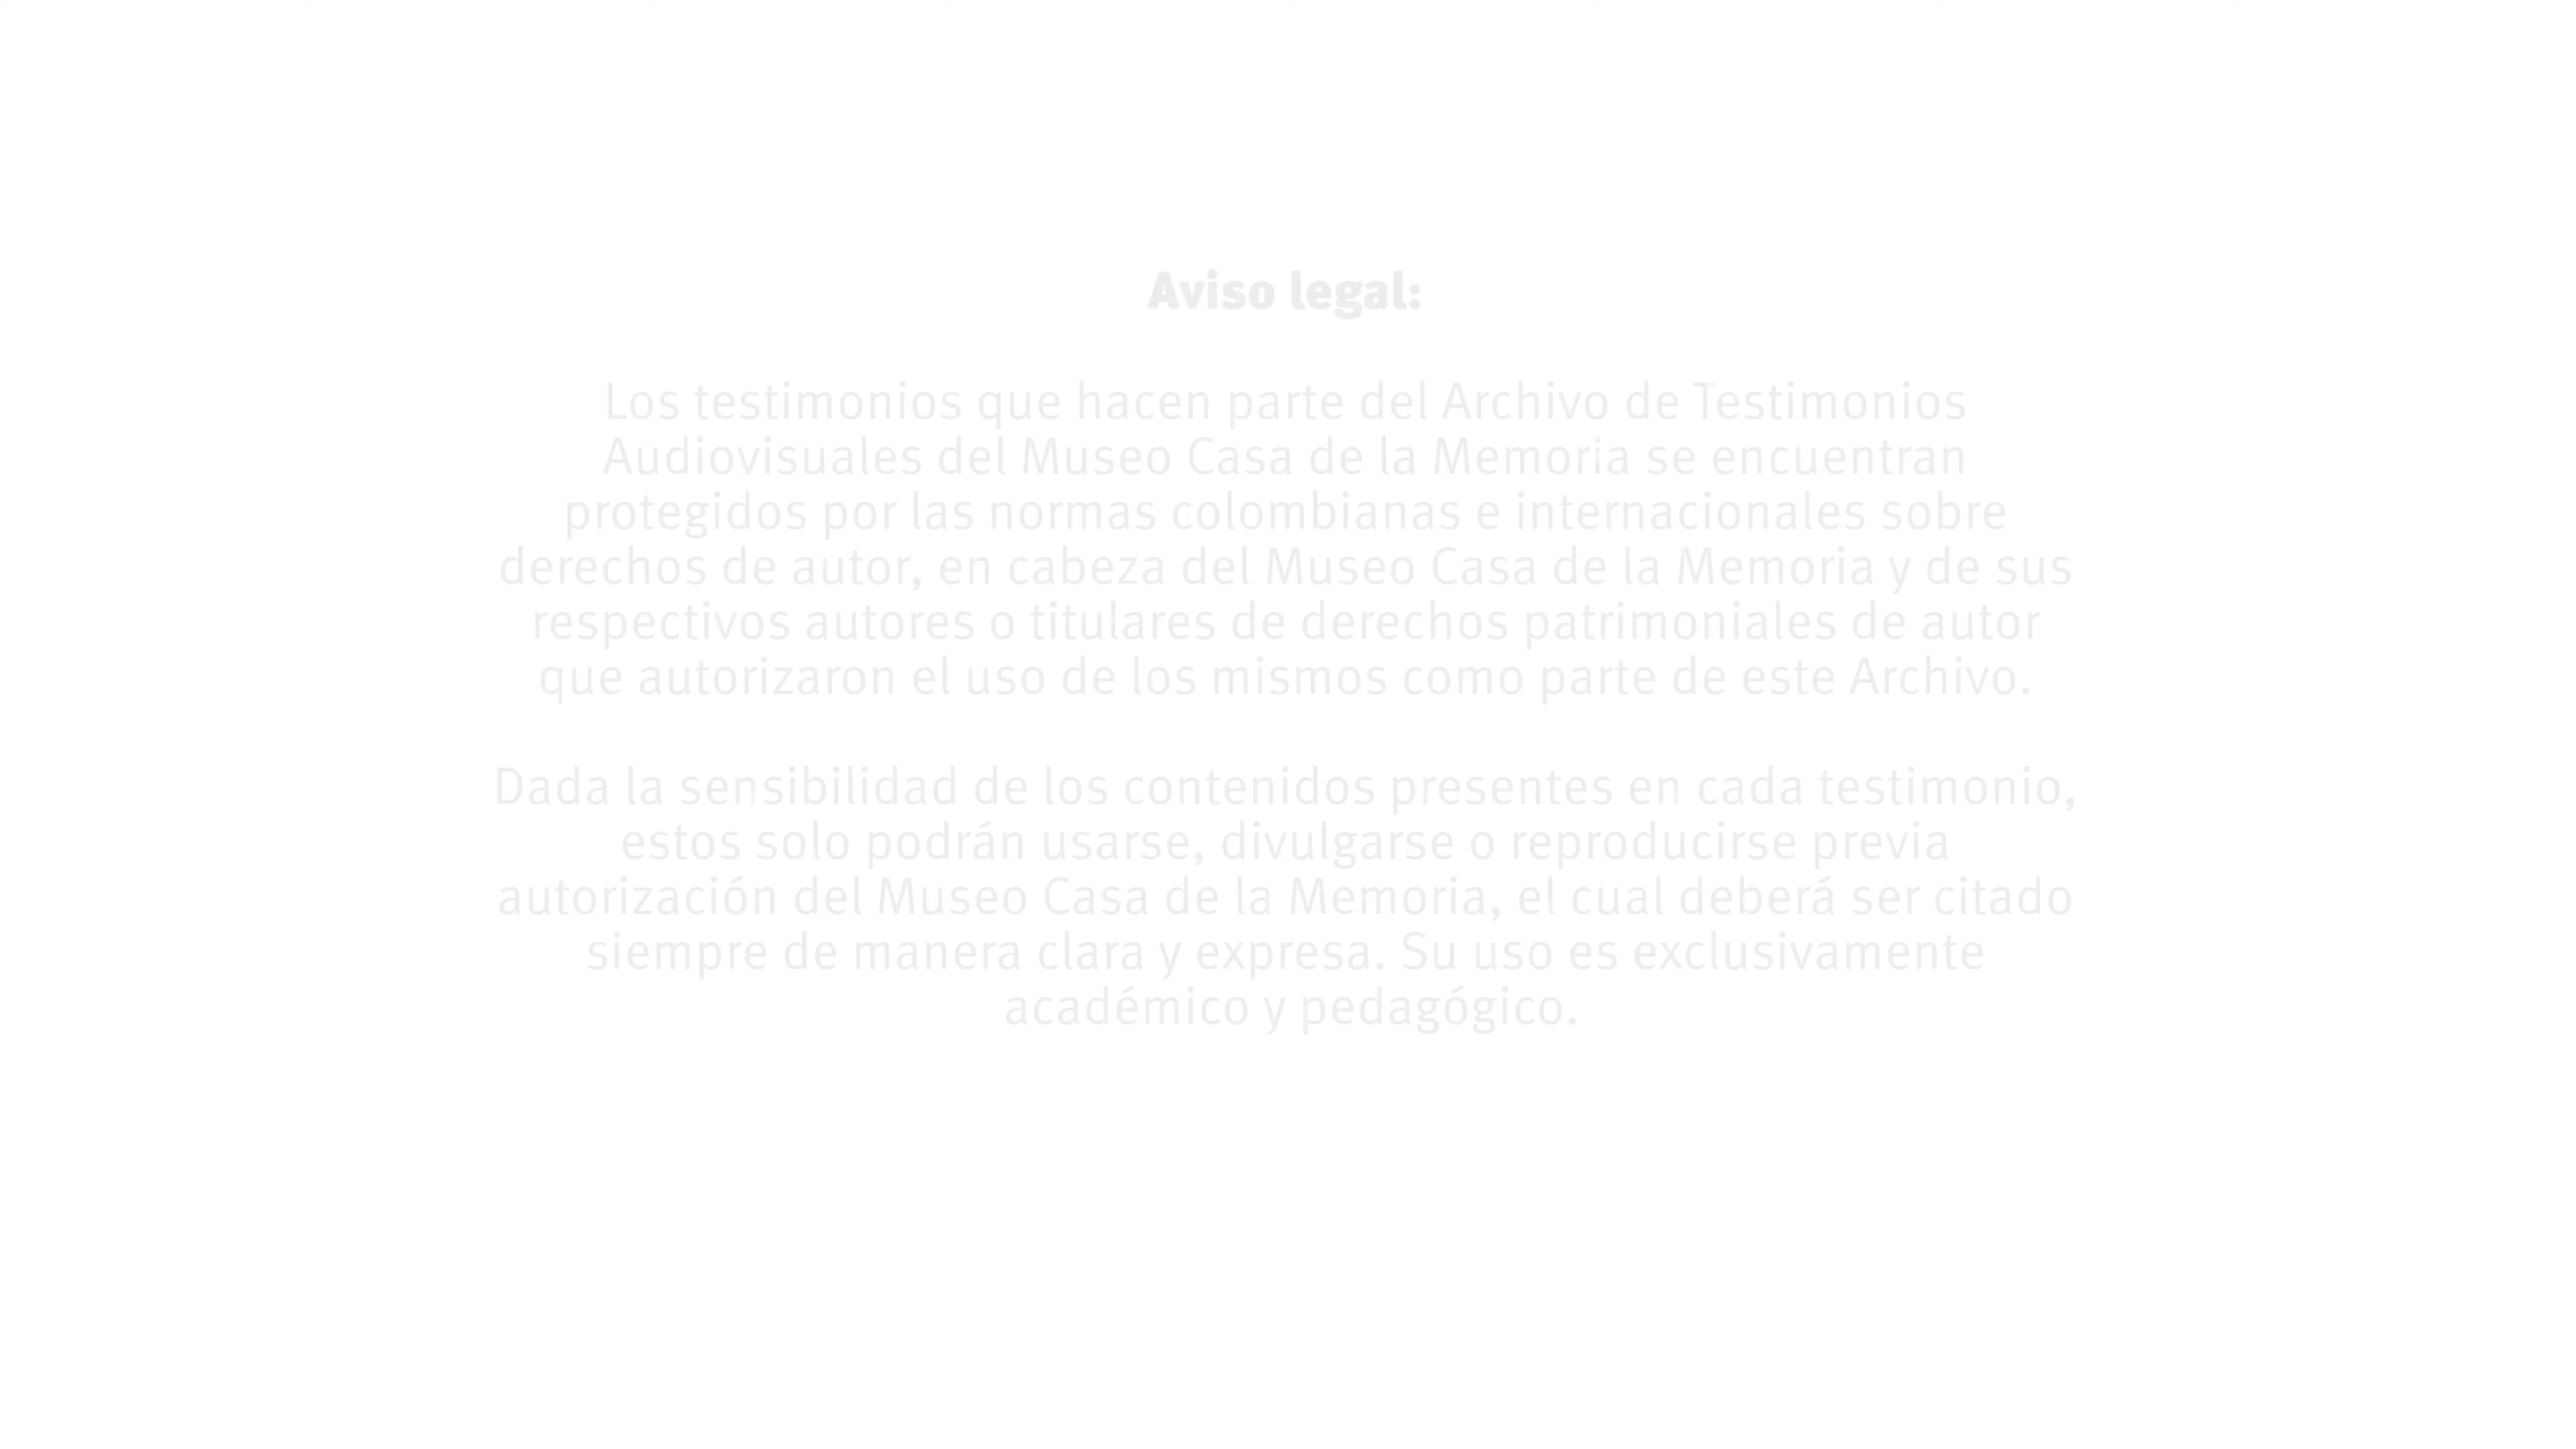 Aviso legal:
Los testimonios que hacen parte del Archivo de Testimonios
Audiovisuales del Museo Casa de la Memoria se encuentran
protegidos por las normas colombianas e internacionales sobre
derechos de autor, en cabeza del Museo Casa de la Memoria y de sus
respectivos autores o titulares de derechos patrimoniales de autor
que autorizaron el uso de los mismos como parte de este Archivo.
Dada la sensibilidad de los contenidos presentes en cada testimonio,
estos solo podrán usarse, divulgarse o reproducirse previa
autorización del Museo Casa de la Memoria, el cual deberá ser citado
siempre de manera clara y expresa. Su uso es exclusivamente
académico y pedagógico.